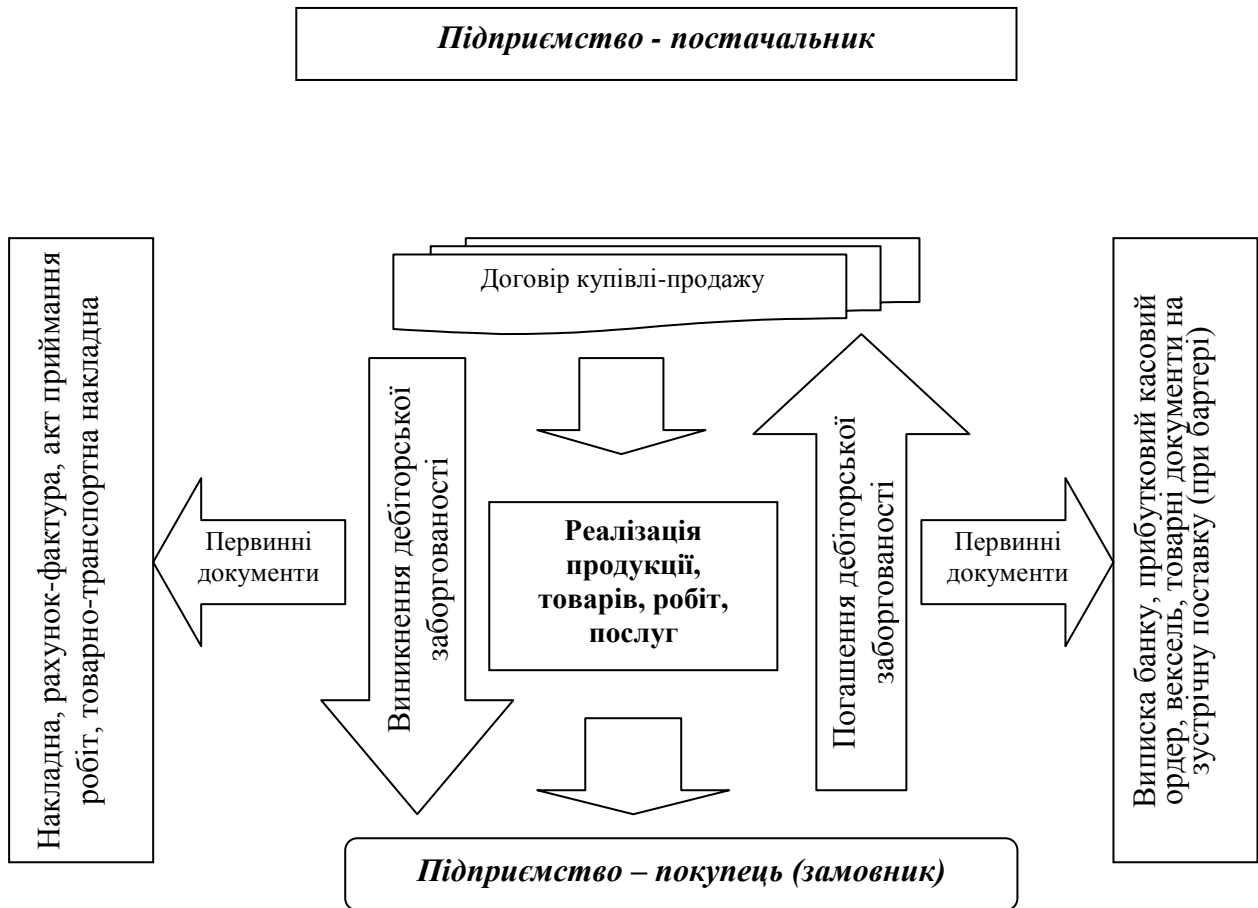 Підприємство - постачальник
Договір купівлі-продажу
Накладна, рахунок-фактура, акт приймання
робіт, товарно-транспортна накладна
Первинні
документи
Виникнення дебіторської
заборгованості
Реалізація
продукції,
товарів, робіт,
послуг
Погашення дебіторської
заборгованості
Первинні
документи
Виписка банку, прибутковий касовий
ордер, вексель, товарні документи на
зустрічну поставку (при бартері)
Підприємство – покупець (замовник)